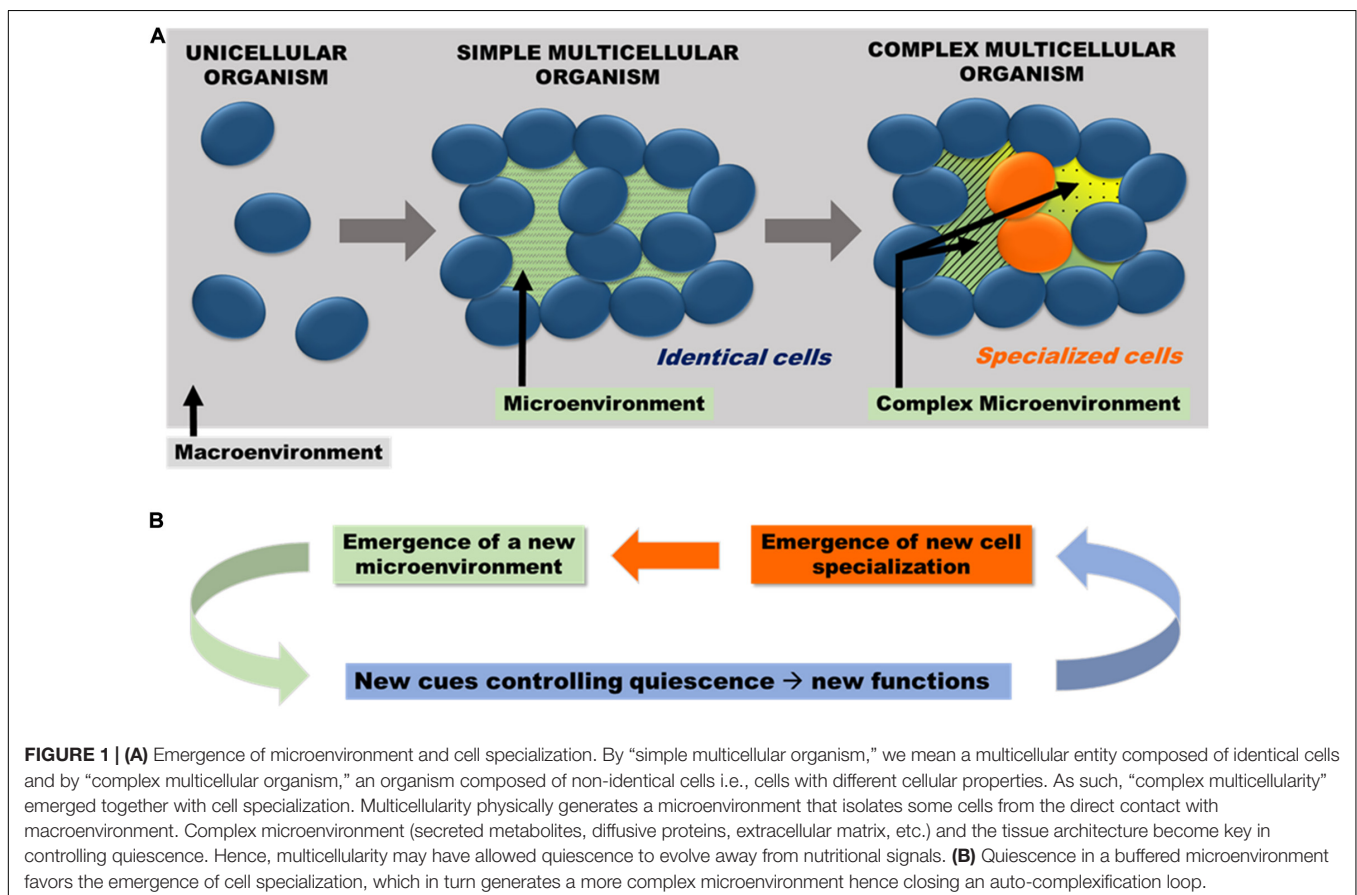 A
UNICELLULAR
ORGANISM
SIMPLE MULTICELLULAR
ORGANISM
COMPLEX MULTICELLULAR
ORGANISM
Identical cells
Specialized cells
Microenvironment
Complex Microenvironment
Macroenvironment
B
Emergence of a new
microenvironment
Emergence of new cell
specialization
New cues controlling quiescence → new functions
FIGURE 1 | (A) Emergence of microenvironment and cell specialization. By “simple multicellular organism,” we mean a multicellular entity composed of identical cells
and by “complex multicellular organism,” an organism composed of non-identical cells i.e., cells with different cellular properties. As such, “complex multicellularity”
emerged together with cell specialization. Multicellularity physically generates a microenvironment that isolates some cells from the direct contact with
macroenvironment. Complex microenvironment (secreted metabolites, diffusive proteins, extracellular matrix, etc.) and the tissue architecture become key in
controlling quiescence. Hence, multicellularity may have allowed quiescence to evolve away from nutritional signals. (B) Quiescence in a buffered microenvironment
favors the emergence of cell specialization, which in turn generates a more complex microenvironment hence closing an auto-complexification loop.